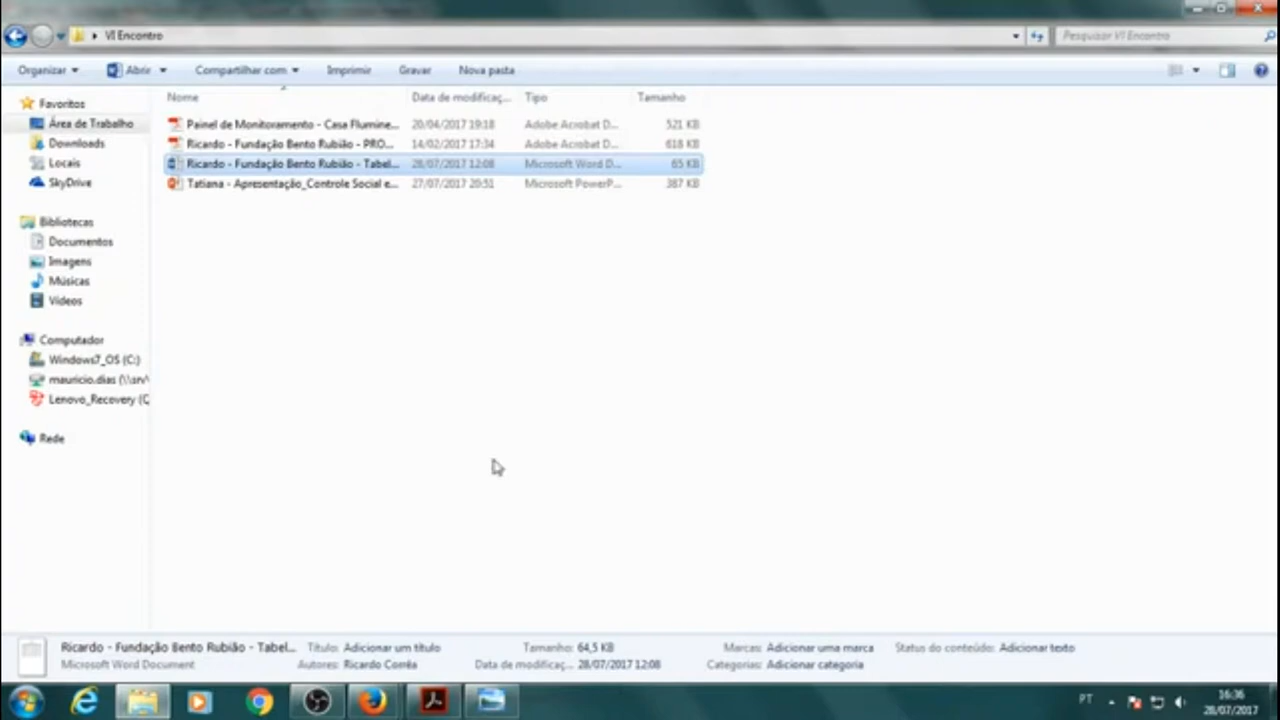 VI Encontro
Pesquisar VI Encontro
Organizar Abrir Compartilhar com Imprimir Gravar Nova pasta
Nome Data de modificaç... Tipo Tamanho
Painel de Monitoramento - Casa Flumine... 20/04/2017 19:18 Adobe Acrobat D... 521 KB
Ricardo - Fundação Bento Rubião - PRO... 14/02/2017 17:34 Adobe Acrobat D... 618 KB
Ricardo - Fundação Bento Rubião - Tabel... 28/07/2017 12:08 Microsoft Word D... 65 KB
Tatiana - Apresentação_Controle Social e... 27/07/2017 20:51 Microsoft PowerP... 387 KB
Favoritos
Área de Trabalho
Downloads
Locais
SkyDrive
Bibliotecas
Documentos
Imagens
Músicas
Vídeos
Computador
Windows7_OS (C:)
mauricio.dias (\\srv\
Lenovo_Recovery (Q
Rede
Ricardo - Fundação Bento Rubião - Tabel... Título: Adicionar um título Tamanho: 64,5 KB Marcas: Adicionar uma marca Status do conteúdo: Adicionar texto
Microsoft Word Document Autores: Ricardo Corrêa Data de modificaç... 28/07/2017 12:08 Categorias: Adicionar categoria
PT 16:36
28/07/2017